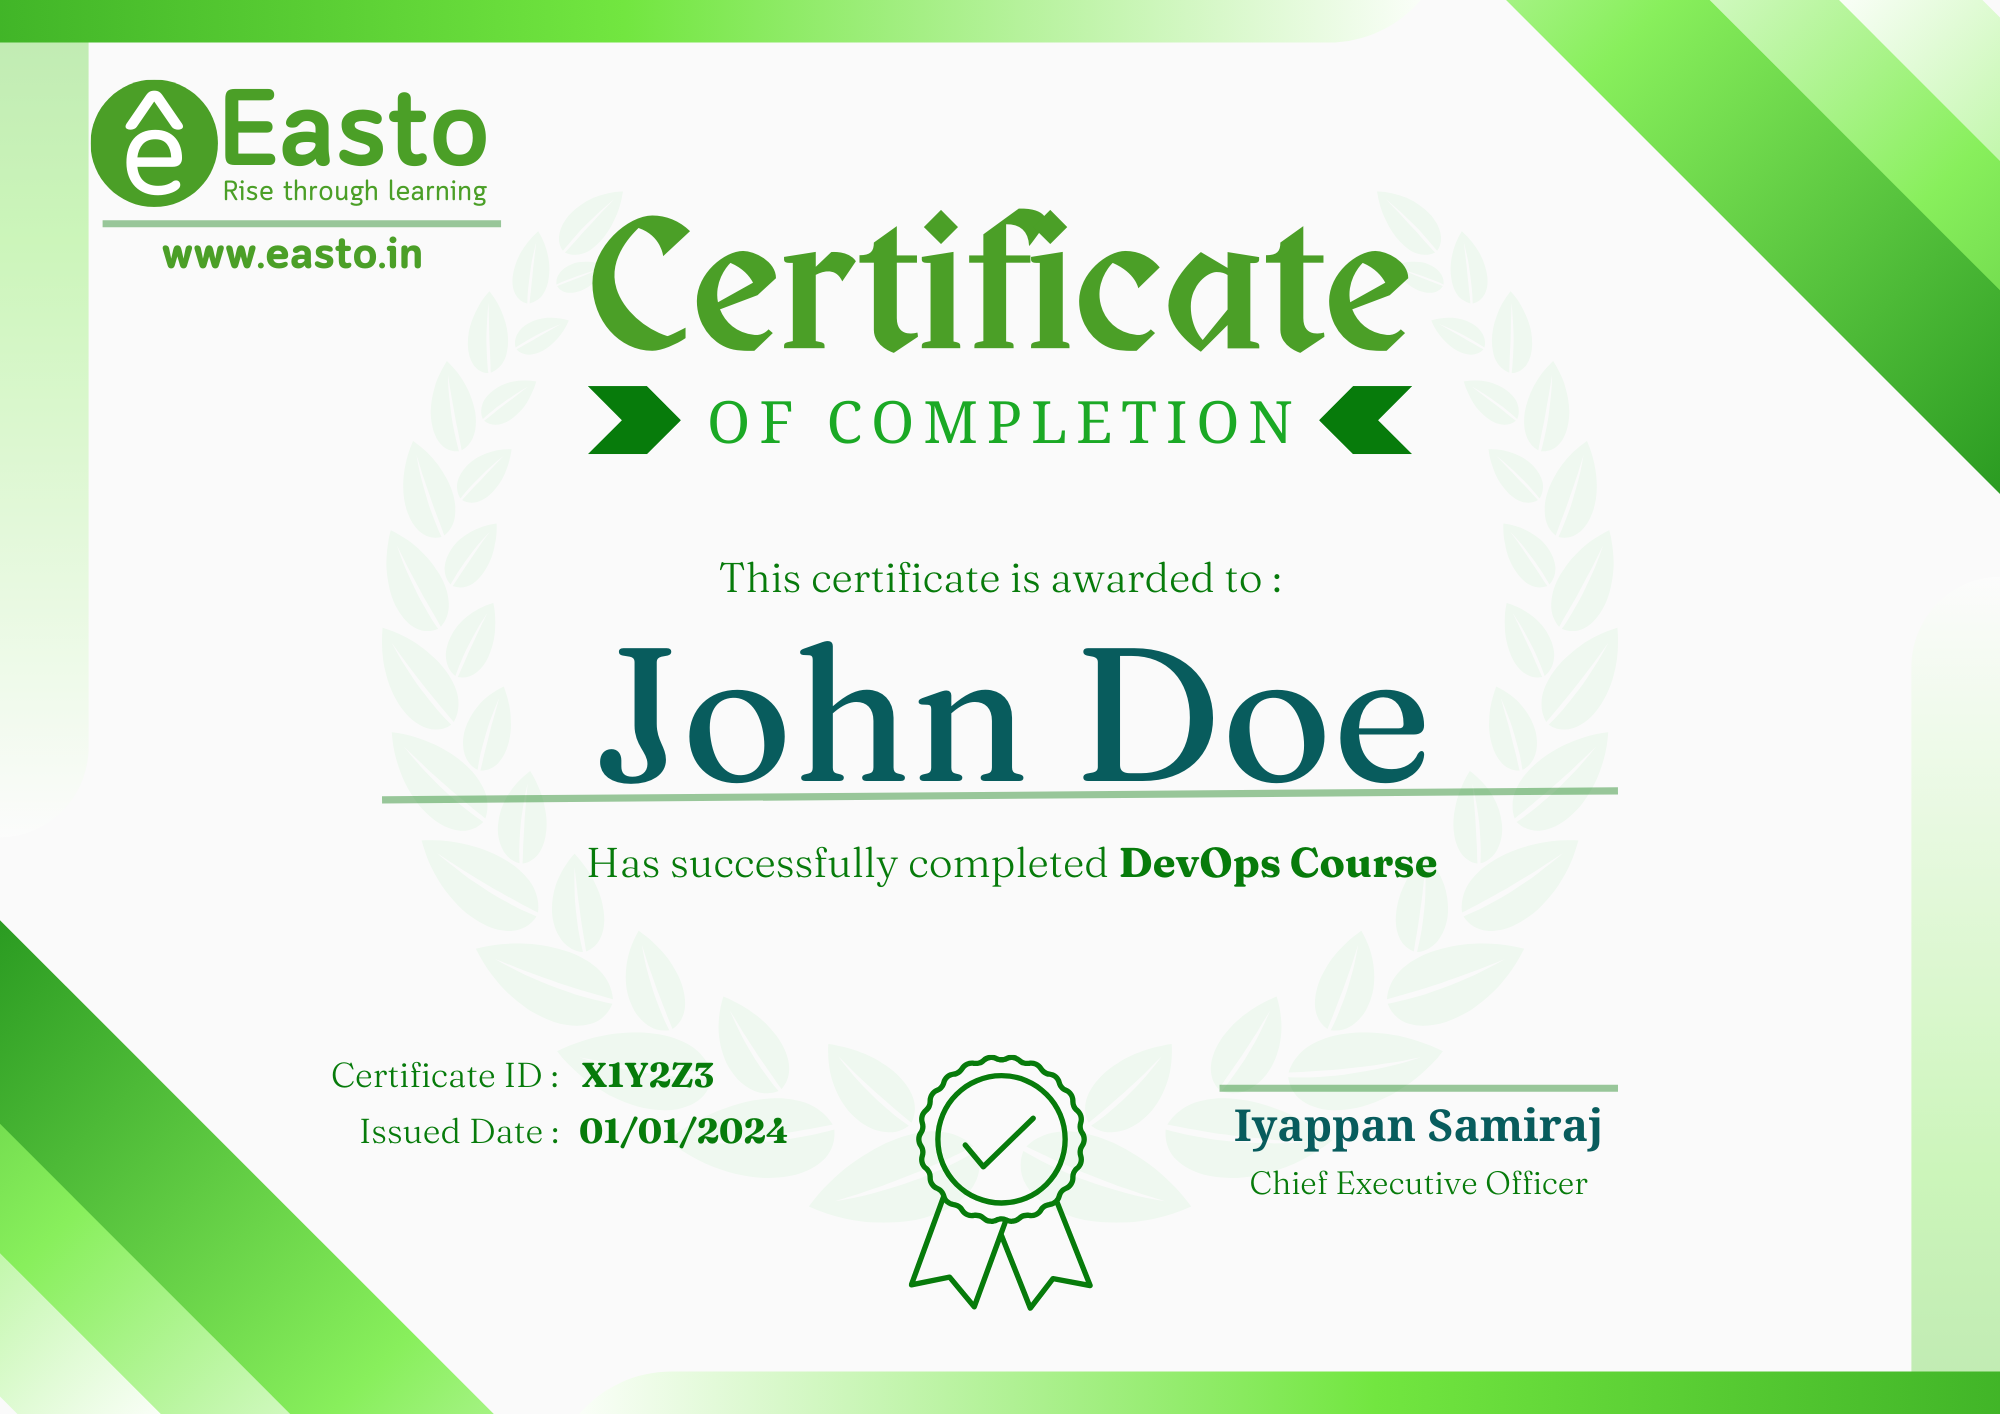 ê Easto
Rise through learning
www.easto.in
Certificate
OF COMPLETION
This certificate is awarded to :
John Doe
Has successfully completed DevOps Course
Certificate ID : X1Y2Z3
Issued Date : 01/01/2024
Iyappan Samiraj
Chief Executive Officer